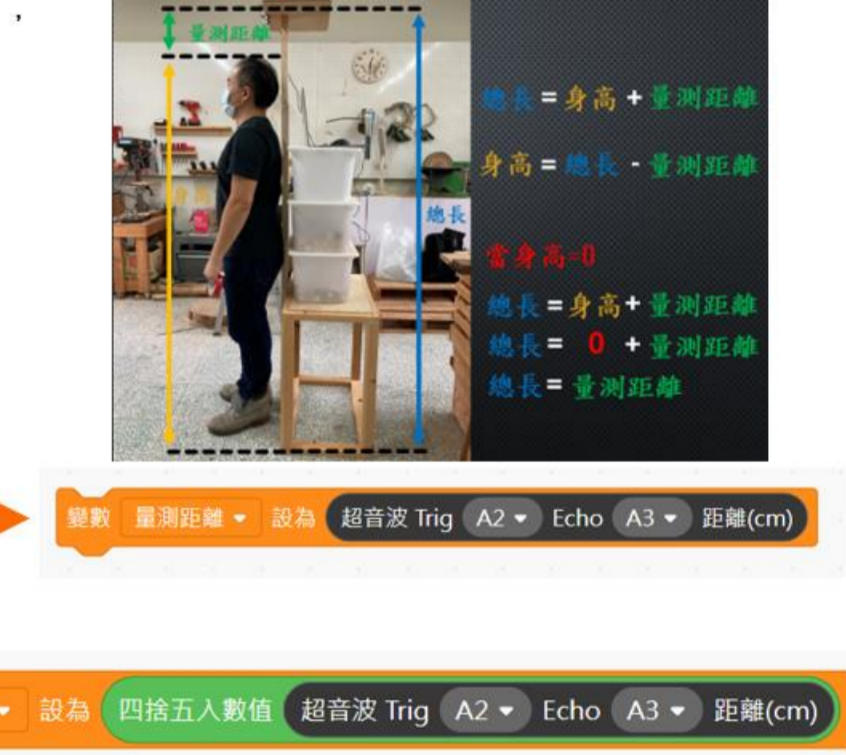 ，
量測距離
總長=身高+量測距離
身高=總長-量測距離
身高
總長
當身高=0
總長=身高+量測距離
總長= 0 +量測距離
總長=量測距離
變數 量測距離 設為 超音波 Trig A2 Echo A3 距離(cm)
設為 四捨五入數值 超音波 Trig A2 Echo A3 距離(cm)